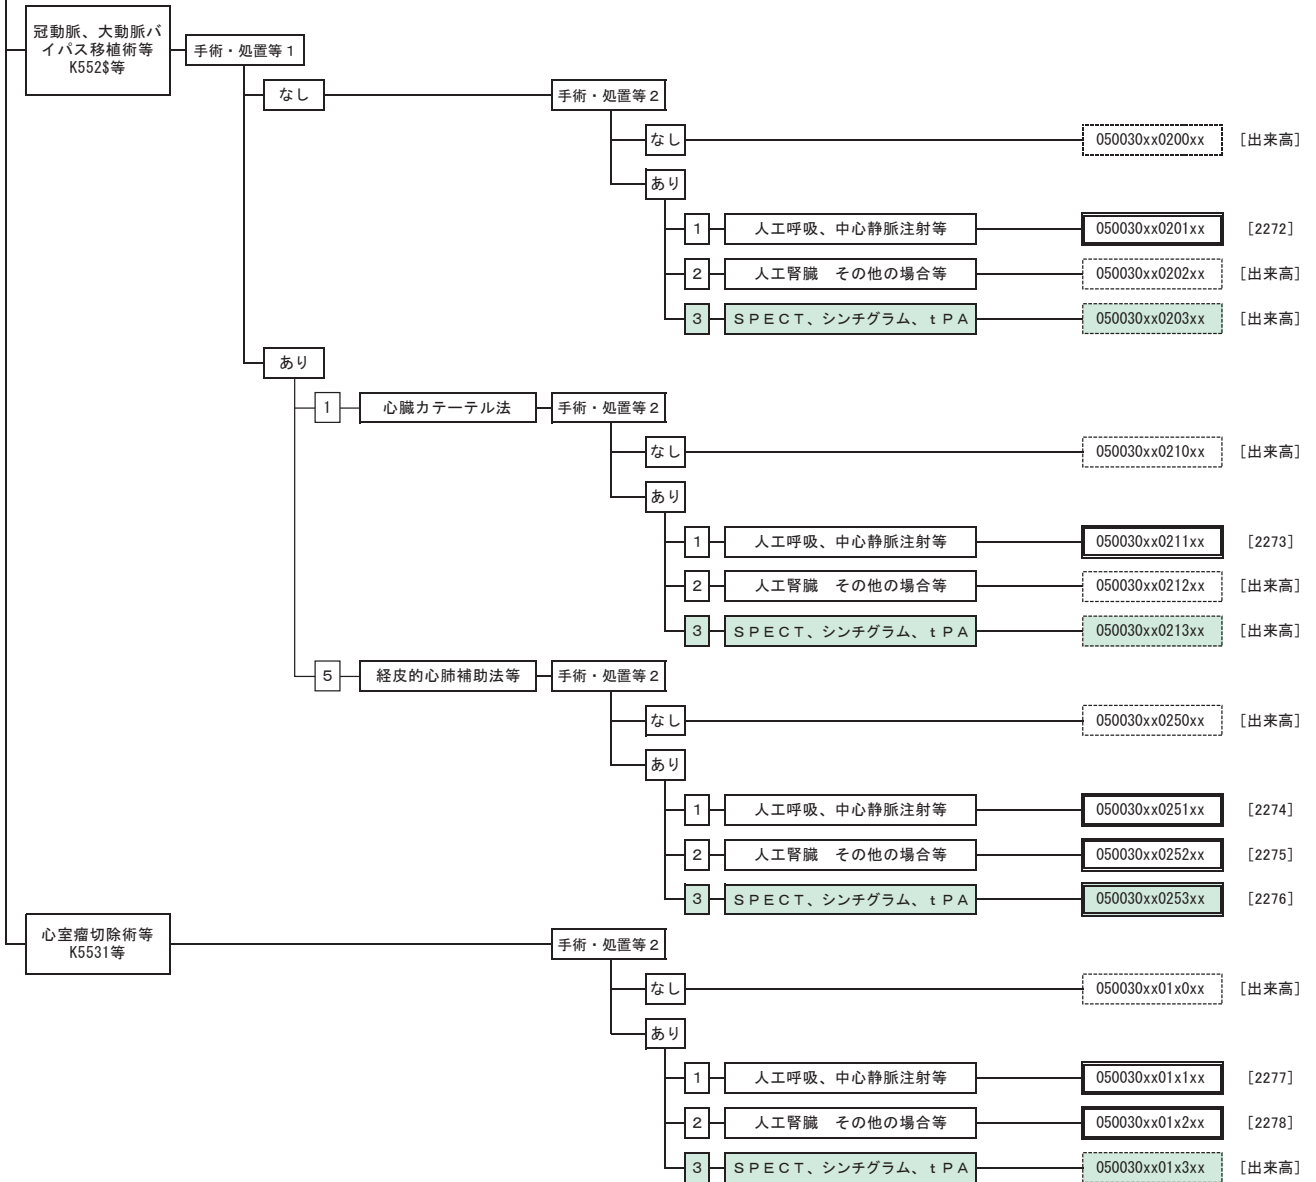 冠動脈、大動脈バ
イパス移植術等
K552$等
手術・処置等1
なし
手術・処置等2
なし
050030xx0200xx
[出来高]
あり
1
人工呼吸、中心静脈注射等
050030xx0201xx
[2272]
2
人工腎臓　その他の場合等
050030xx0202xx
[出来高]
3
ＳＰＥＣＴ、シンチグラム、ｔＰＡ
050030xx0203xx
[出来高]
あり
1
心臓カテーテル法
手術・処置等2
なし
050030xx0210xx
[出来高]
あり
1
人工呼吸、中心静脈注射等
050030xx0211xx
[2273]
2
人工腎臓　その他の場合等
050030xx0212xx
[出来高]
3
ＳＰＥＣＴ、シンチグラム、ｔＰＡ
050030xx0213xx
[出来高]
5
経皮的心肺補助法等
手術・処置等2
なし
050030xx0250xx
[出来高]
あり
1
人工呼吸、中心静脈注射等
050030xx0251xx
[2274]
2
人工腎臓　その他の場合等
050030xx0252xx
[2275]
3
ＳＰＥＣＴ、シンチグラム、ｔＰＡ
050030xx0253xx
[2276]
心室瘤切除術等
K5531等
手術・処置等2
なし
050030xx01x0xx
[出来高]
あり
1
人工呼吸、中心静脈注射等
050030xx01x1xx
[2277]
2
人工腎臓　その他の場合等
050030xx01x2xx
[2278]
3
ＳＰＥＣＴ、シンチグラム、ｔＰＡ
050030xx01x3xx
[出来高]